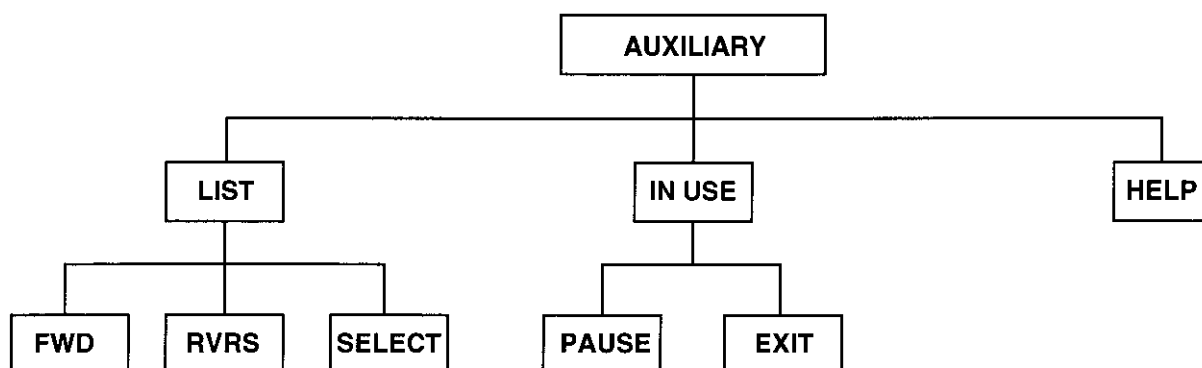 AUXILIARY
LIST
IN USE
HELP
FWD
RVRS
SELECT
PAUSE
EXIT